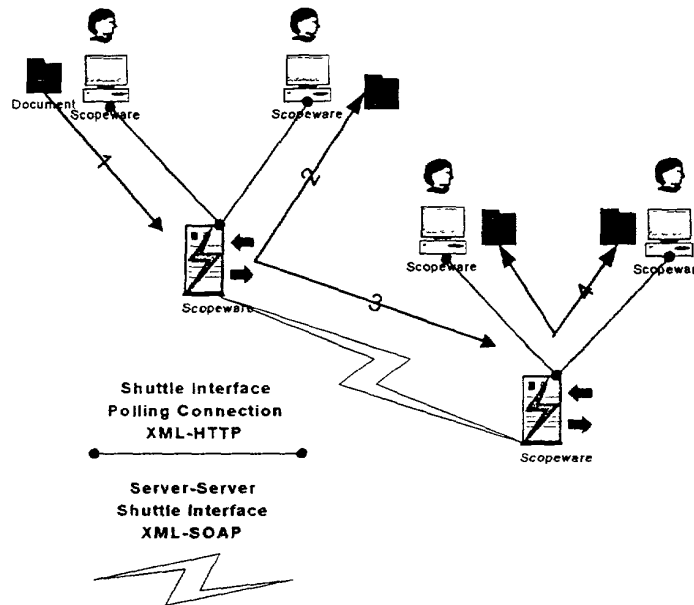 Document
Scopeware
Scopeware
1
2
Scopeware
Scopewar
Scopeware
3
4
Scopeware
Shuttle Interface
Polling Connection
XML-HTTP
Server-Server
Shuttle Interface
XML-SOAP